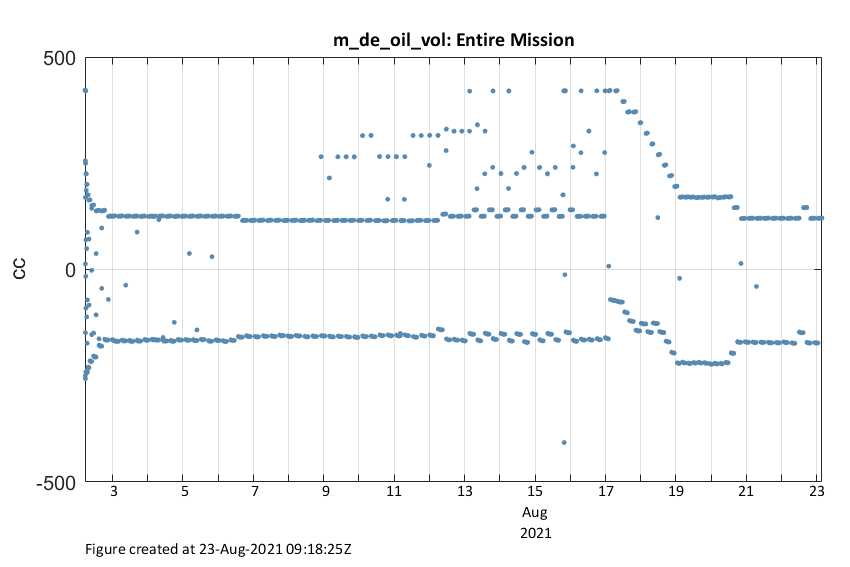 m_de_oil_vol: Entire Mission
500
0
-500
CC
3 5 7 9 11 13 15 17 19 21 23
Aug
2021
Figure created at 23-Aug-2021 09:18:25Z